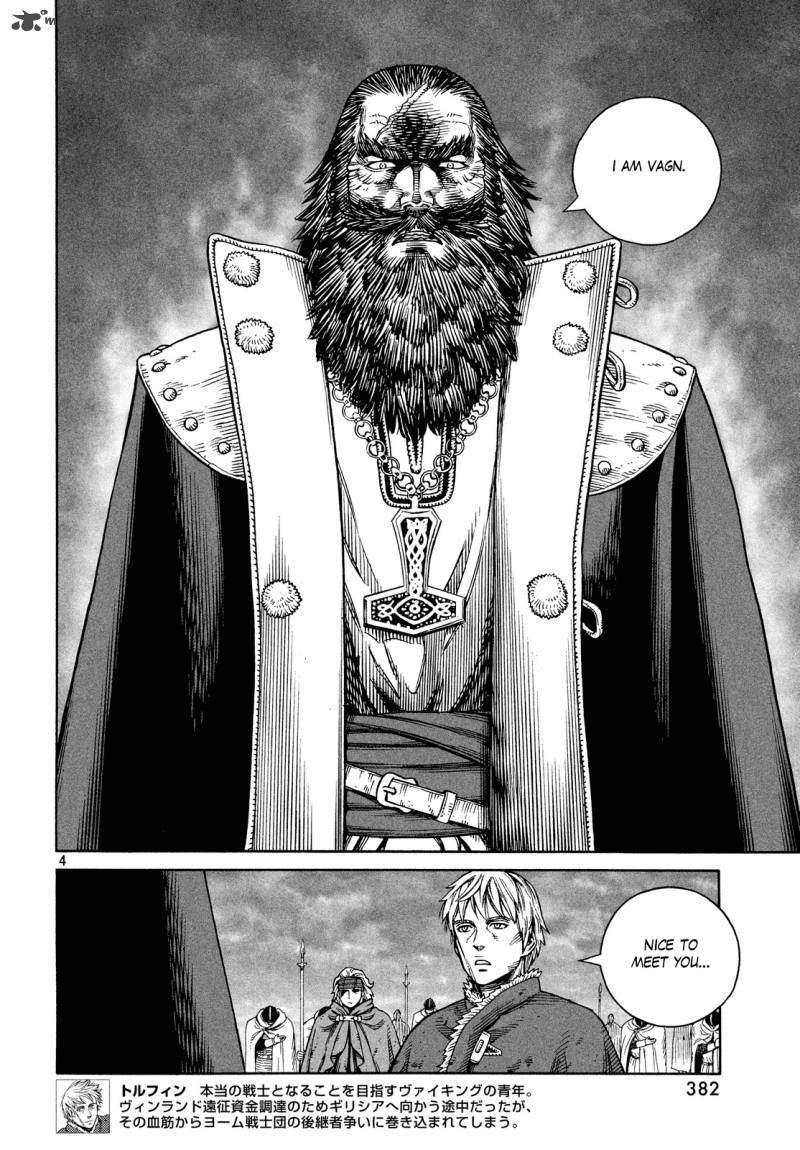 I AM VAGN.
4
NICE TO
MEET YOU...
382
トルフィン 本当の戦士となることを目指すヴァイキングの青年。
ヴィンランド遠征資金調達のためギリシアへ向かう途中だったが、
その血筋からヨーム戦士団の後継者争いに巻き込まれてしまう。